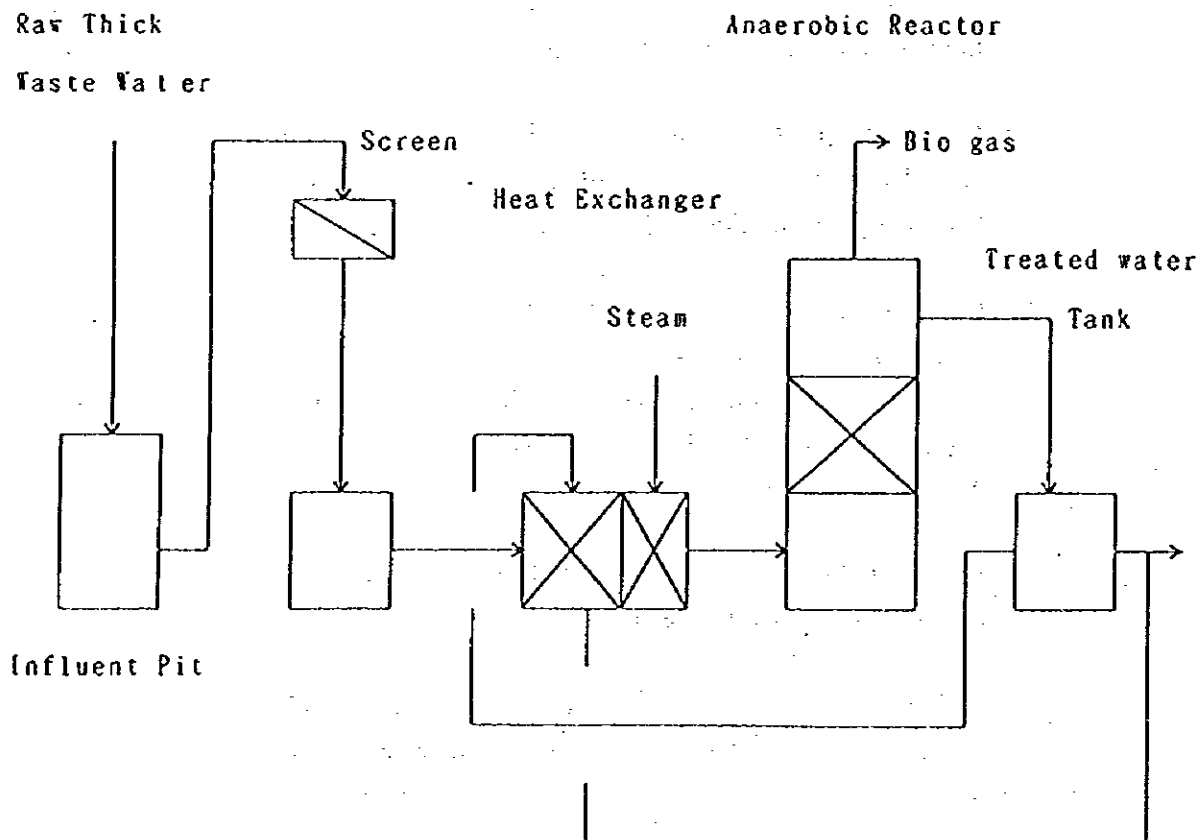 Raw Thick
Waste Water
Anaerobic Reactor
Screen
Bio gas
Heat Exchanger
Treated water
Tank
Steam
Influent Pit